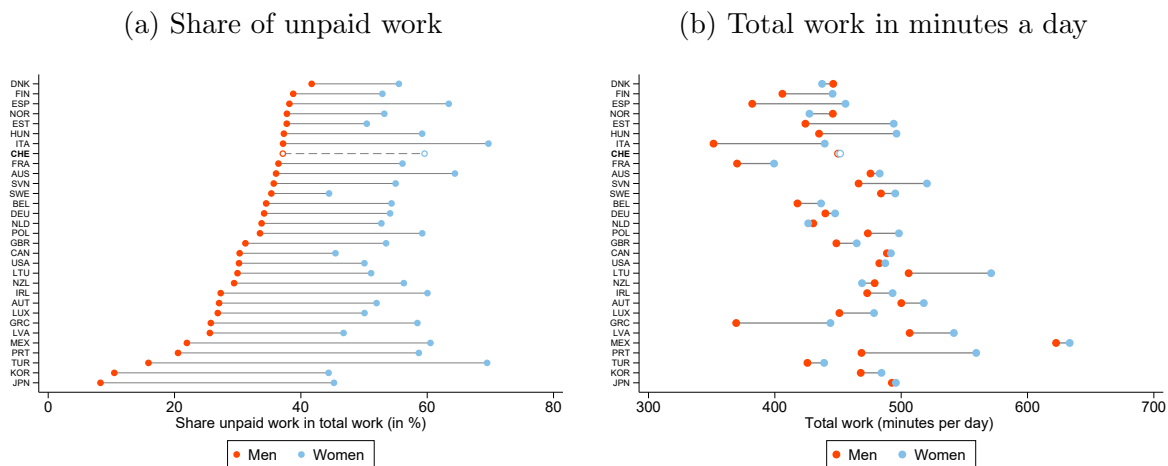 (a) Share of unpaid work
DNK
FIN
ESP
NOR
EST
HUN
ITA
CHE
FRA
AUS
SVN
SWE
BEL
DEU
NLD
POL
GBR
CAN
USA
LTU
NZL
IRL
AUT
LUX
GRC
LVA
MEX
PRT
TUR
KOR
JPN
0 20 40 60 80
Share unpaid work in total work (in %)
Men Women
(b) Total work in minutes a day
DNK
FIN
ESP
NOR
EST
HUN
ITA
CHE
FRA
AUS
SVN
SWE
BEL
DEU
NLD
POL
GBR
CAN
USA
LTU
NZL
IRL
AUT
LUX
GRC
LVA
MEX
PRT
TUR
KOR
JPN
300 400 500 600 700
Total work (minutes per day)
Men Women